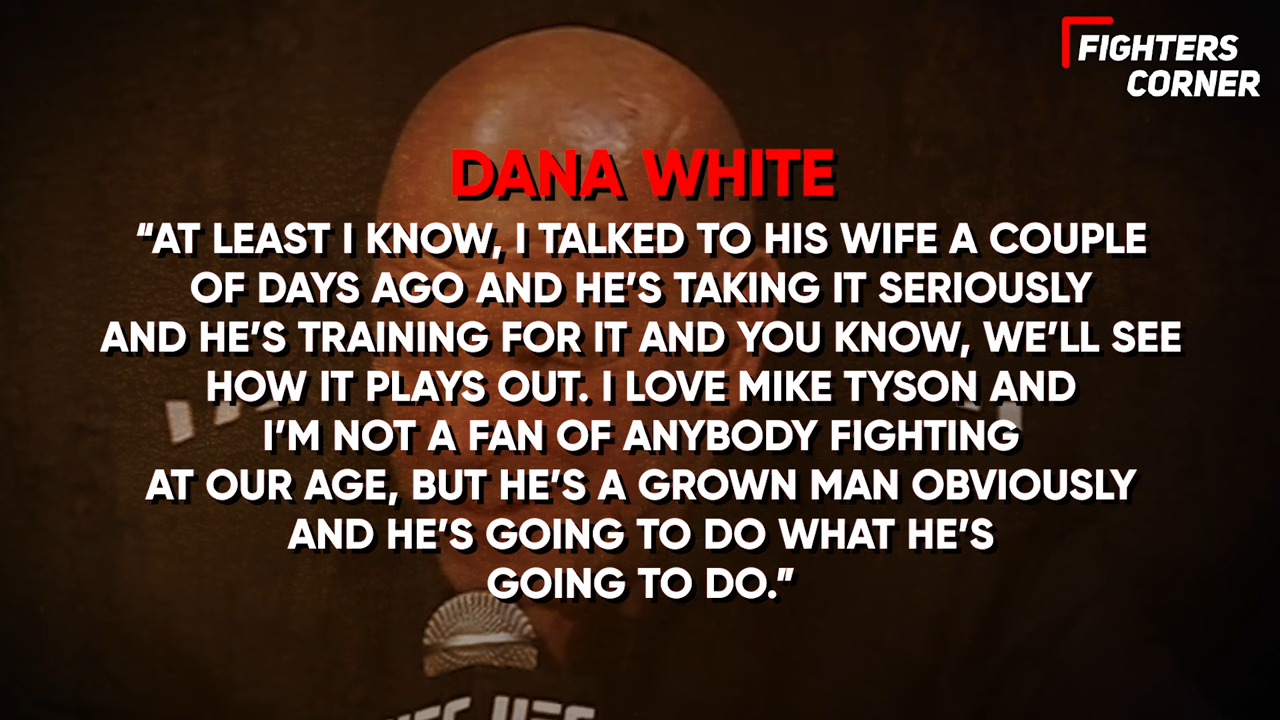 FIGHTERS
CORNER
DANA WHITE
“AT LEAST I KNOW, I TALKED TO HIS WIFE A COUPLE
OF DAYS AGO AND HE’S TAKING IT SERIOUSLY
AND HE’S TRAINING FOR IT AND YOU KNOW, WE’LL SEE
HOW IT PLAYS OUT. I LOVE MIKE TYSON AND
I’M NOT A FAN OF ANYBODY FIGHTING
AT OUR AGE, BUT HE’S A GROWN MAN OBVIOUSLY
AND HE’S GOING TO DO WHAT HE’S
GOING TO DO.”
UFC